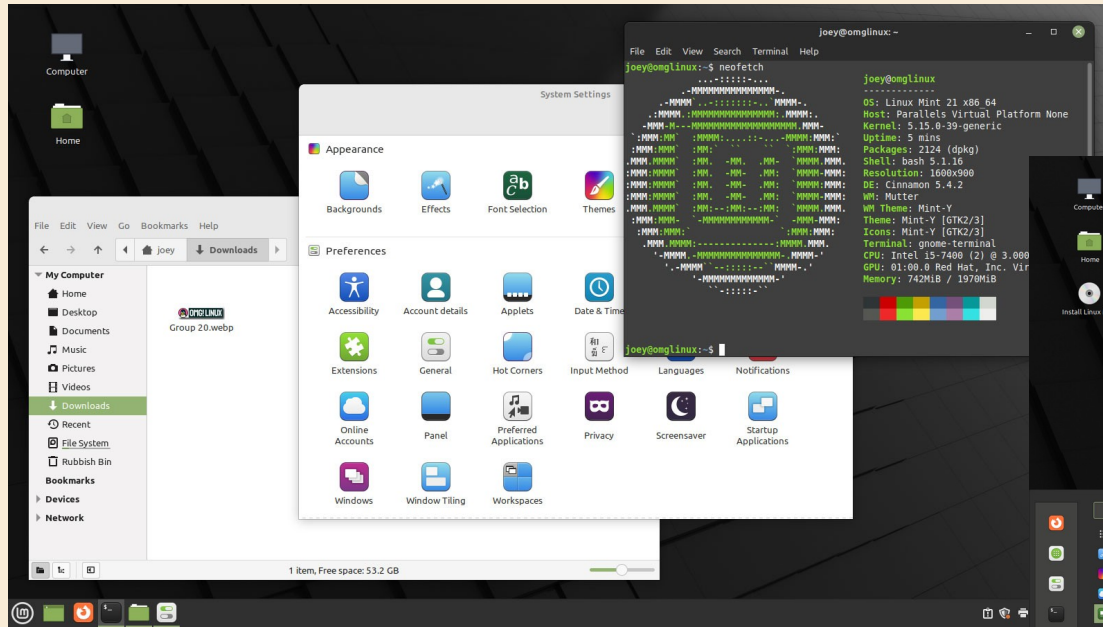 Computer
Home
System Settings
Appearance
Backgrounds
Effects
Font Selection
Themes
Preferences
Accessibility
Account details
Applets
Date & Time
Extensions
General
Hot Corners
Input Method
Languages
Notifications
Online Accounts
Panel
Preferred Applications
Privacy
Screensaver
Startup Applications
Windows
Window Tiling
Workspaces
File Edit View Go Bookmarks Help
joey Downloads
My Computer
Home
Desktop
Documents
Music
Pictures
Videos
Downloads
Recent
File System
Rubbish Bin
Bookmarks
Devices
Network
OMG! LINUX
Group 20.webp
1 item, Free space: 53.2 GB
joey@omglinux: ~
File Edit View Search Terminal Help
joey@omglinux:~$ neofetch
joey@omglinux
-------------
OS: Linux Mint 21 x86_64
Host: Parallels Virtual Platform None
Kernel: 5.15.0-39-generic
Uptime: 5 mins
Packages: 2124 (dpkg)
Shell: bash 5.1.16
Resolution: 1600x900
DE: Cinnamon 5.4.2
WM: Mutter
WM Theme: Mint-Y
Theme: Mint-Y [GTK2/3]
Icons: Mint-Y [GTK2/3]
Terminal: gnome-terminal
CPU: Intel i5-7400 (2) @ 3.000
GPU: 01:00.0 Red Hat, Inc. Vir
Memory: 742MiB / 1970MiB
joey@omglinux:~$
Compute
Home
Install Linux